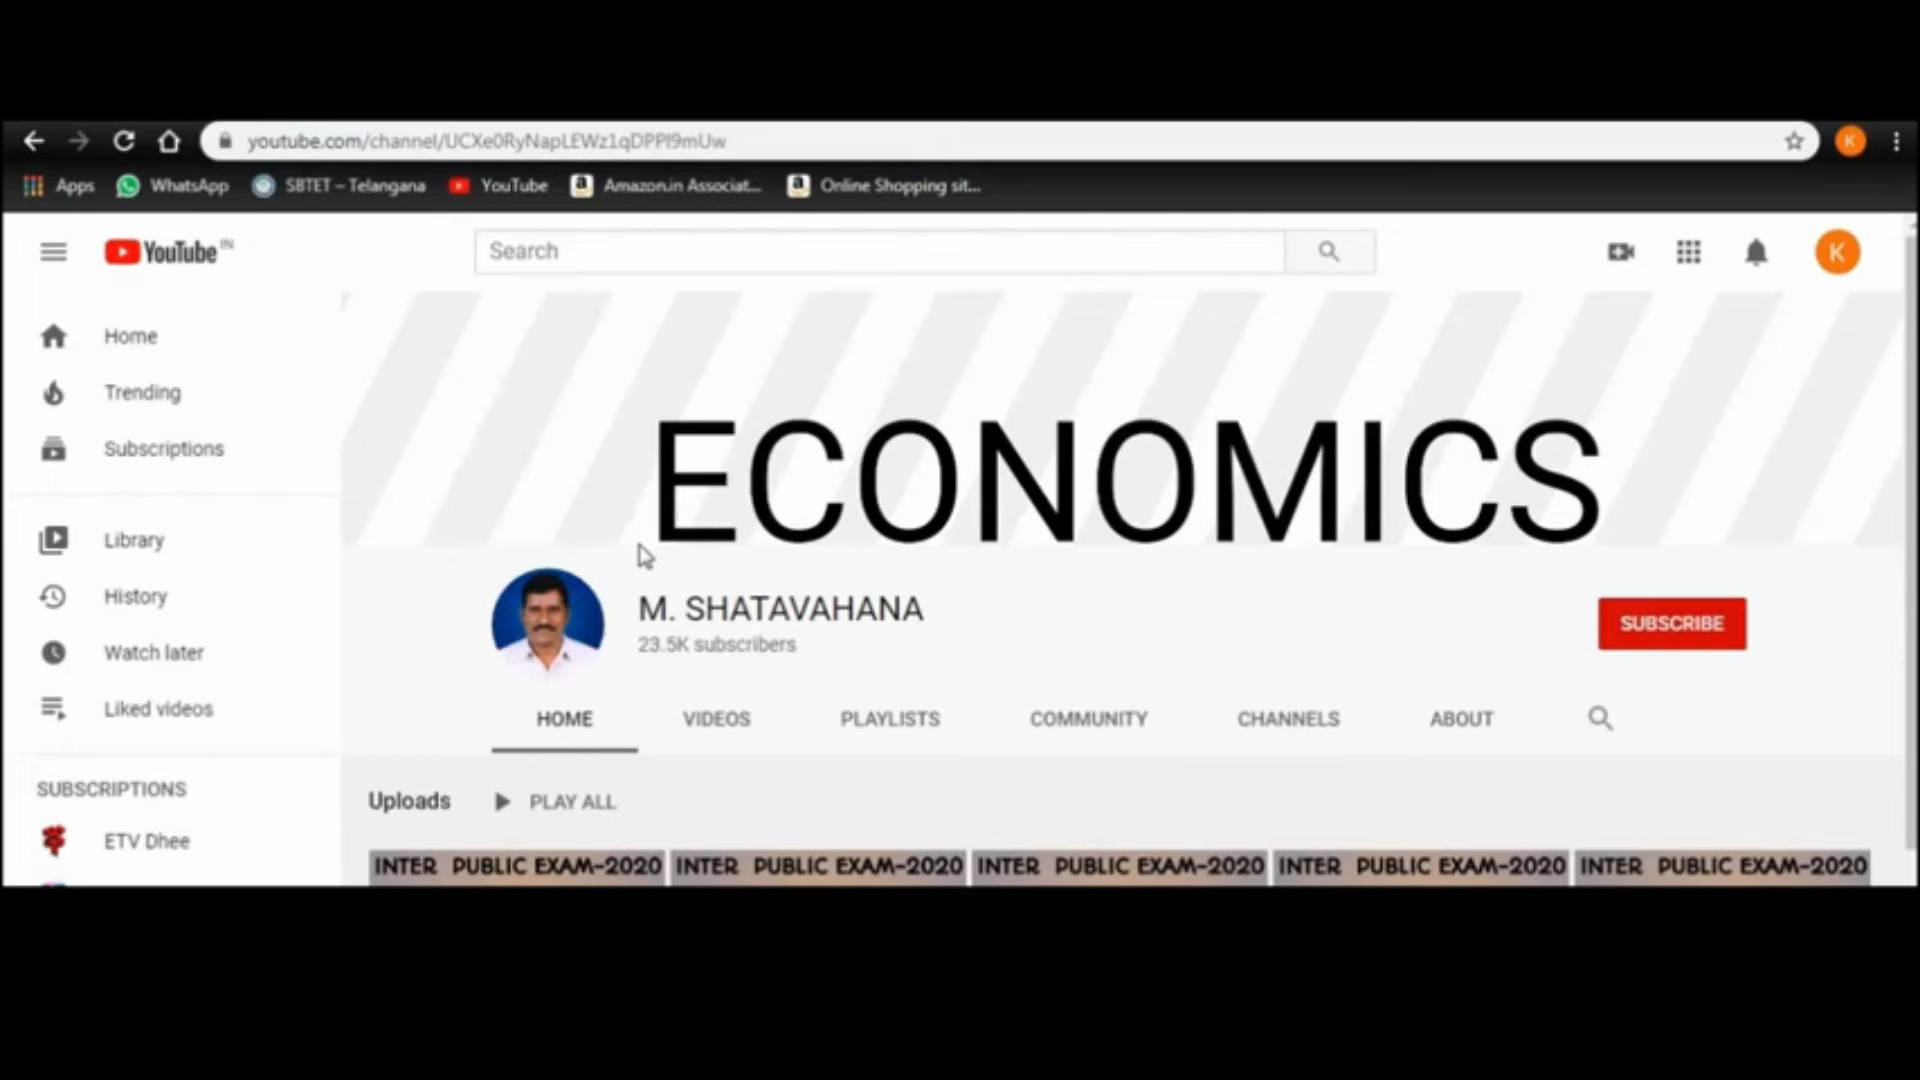 youtube.com/channel/UCXe0RyNapLEWz1qDPPI9mUw
K
Apps WhatsApp SBTET – Telangana YouTube Amazon.in Associat... Online Shopping sit...
YouTube IN
Search
K
Home
Trending
Subscriptions
ECONOMICS
Library
History
M. SHATAVAHANA
23.5K subscribers
SUBSCRIBE
Watch later
Liked videos
HOME VIDEOS PLAYLISTS COMMUNITY CHANNELS ABOUT
SUBSCRIPTIONS
Uploads PLAY ALL
ETV Dhee
INTER PUBLIC EXAM-2020 INTER PUBLIC EXAM-2020 INTER PUBLIC EXAM-2020 INTER PUBLIC EXAM-2020 INTER PUBLIC EXAM-2020